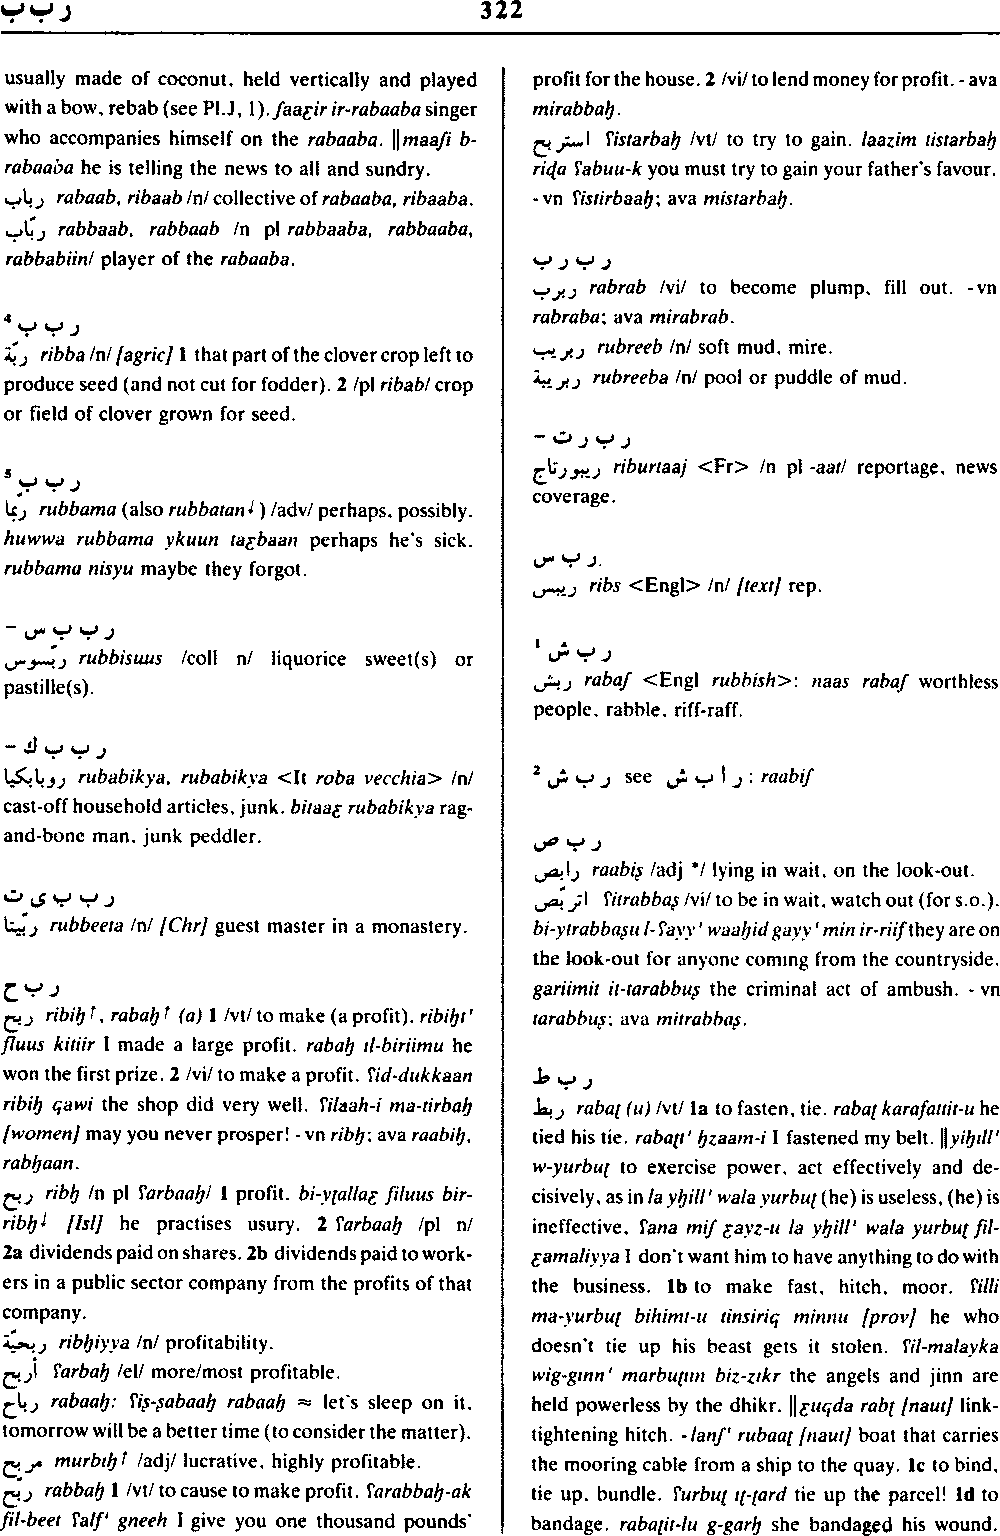 ر ب ب
322
usually made of coconut, held vertically and played
with a bow, rebab (see Pl.J, 1). ʃaaƹir ir-rabaaba singer
who accompanies himself on the rabaaba. ‖maaʃi b-
rabaaba he is telling the news to all and sundry.
رباب rabaab, ribaab /n/ collective of rabaaba, ribaaba.
ربّاب rabbaab, rabbaab /n pl rabbaaba, rabbaaba,
rabbabiin/ player of the rabaaba.
ر ب ب ⁴
ربّة ribba /n/ [agric] 1 that part of the clover crop left to
produce seed (and not cut for fodder). 2 /pl ribab/ crop
or field of clover grown for seed.
ر ب ب ⁵
ربّما rubbama (also rubbatan↓) /adv/ perhaps, possibly.
huwwa rubbama ykuun taƹbaan perhaps he's sick.
rubbama nisyu maybe they forgot.
ر ب ب س –
ربّسوس rubbisuus /coll n/ liquorice sweet(s) or
pastille(s).
ر ب ب ك –
روبابكيا rubabikya, rubabikya <It roba vecchia> /n/
cast-off household articles, junk. bitaaƹ rubabikya rag-
and-bone man, junk peddler.
ر ب ب ى ت
ربّيتا rubbeeta /n/ [Chr] guest master in a monastery.
ر ب ح
ربح ribiḥ↑, rabaḥ↑ (a) 1 /vt/ to make (a profit). ribiḥt'
fluus kitiir I made a large profit. rabaḥ il-biriimu he
won the first prize. 2 /vi/ to make a profit. ʕid-dukkaan
ribiḥ qawi the shop did very well. ʕilaah-i ma-tirbaḥ
[women] may you never prosper! - vn ribḥ; ava raabiḥ,
rabḥaan.
ربح ribḥ /n pl ʕarbaaḥ/ 1 profit. bi-yṭallaƹ filuus bir-
ribḥ↓ [Isl] he practises usury. 2 ʕarbaaḥ /pl n/
2a dividends paid on shares. 2b dividends paid to work-
ers in a public sector company from the profits of that
company.
ربحيّة ribḥiyya /n/ profitability.
أربح ʕarbaḥ /el/ more/most profitable.
رباح rabaaḥ: ʕiṣ-ṣabaaḥ rabaaḥ ≈ let's sleep on it,
tomorrow will be a better time (to consider the matter).
مربح murbiḥ↑ /adj/ lucrative, highly profitable.
ربّح rabbaḥ 1 /vt/ to cause to make profit. ʕarabbaḥ-ak
fil-beet ʕalf' gneeh I give you one thousand pounds'
profit for the house. 2 /vi/ to lend money for profit. - ava
mirabbaḥ.
استربح ʕistarbaḥ /vt/ to try to gain. laazim tistarbaḥ
riḍa ʕabuu-k you must try to gain your father's favour.
- vn ʕistirbaaḥ; ava mistarbaḥ.
ر ب ر ب
ربرب rabrab /vi/ to become plump, fill out. - vn
rabraba; ava mirabrab.
ربريب rubreeb /n/ soft mud, mire.
ربريبة rubreeba /n/ pool or puddle of mud.
ر ب ر ت –
ريبورتاج riburtaaj <Fr> /n pl -aat/ reportage, news
coverage.
ر ب س
ريبس ribs <Engl> /n/ [text] rep.
ر ب ش ¹
ربش rabaʃ <Engl rubbish>: naas rabaʃ worthless
people, rabble, riff-raff.
ر ب ش ² see ر ا ب ش : raabiʃ
ر ب ص
رابص raabiṣ /adj */ lying in wait, on the look-out.
اتربّص ʕitrabbaṣ /vi/ to be in wait, watch out (for s.o.).
bi-ytrabbaṣu l-ʕayy' waaḥid gayy' min ir-riif they are on
the look-out for anyone coming from the countryside.
gariimit it-tarabbuṣ the criminal act of ambush. - vn
tarabbuṣ; ava mitrabbaṣ.
ر ب ط
ربط rabaṭ (u) /vt/ 1a to fasten, tie. rabaṭ karafattit-u he
tied his tie. rabaṭt' ḥzaam-i I fastened my belt. ‖yiḥill'
w-yurbuṭ to exercise power, act effectively and de-
cisively, as in la yḥill' wala yurbuṭ (he) is useless, (he) is
ineffective, ʕana miʃ ƹayz-u la yḥill' wala yurbuṭ fil-
ƹamaliyya I don't want him to have anything to do with
the business. 1b to make fast, hitch, moor. ʕilli
ma-yurbuṭ bihimt-u tinsiriq minnu [prov] he who
doesn't tie up his beast gets it stolen. ʕil-malayka
wig-ginn' marbuṭin biz-zikr the angels and jinn are
held powerless by the dhikr. ‖ƹuqda rabṭ [naut] link-
tightening hitch. - lanʃ' rubaaṭ [naut] boat that carries
the mooring cable from a ship to the quay. 1c to bind,
tie up, bundle. ʕurbuṭ iṭ-ṭard tie up the parcel! 1d to
bandage. rabaṭit-lu g-garḥ she bandaged his wound.